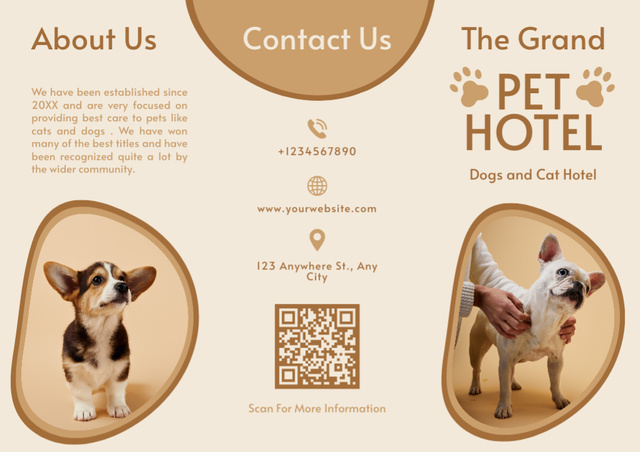 About Us
We have been established since
20XX and are very focused on
providing best care to pets like
cats and dogs . We have won
many of the best titles and have
been recognized quite a lot by
the wider community.
Contact Us
+1234567890
www.yourwebsite.com
123 Anywhere St., Any
City
Scan For More Information
The Grand
PET
HOTEL
Dogs and Cat Hotel